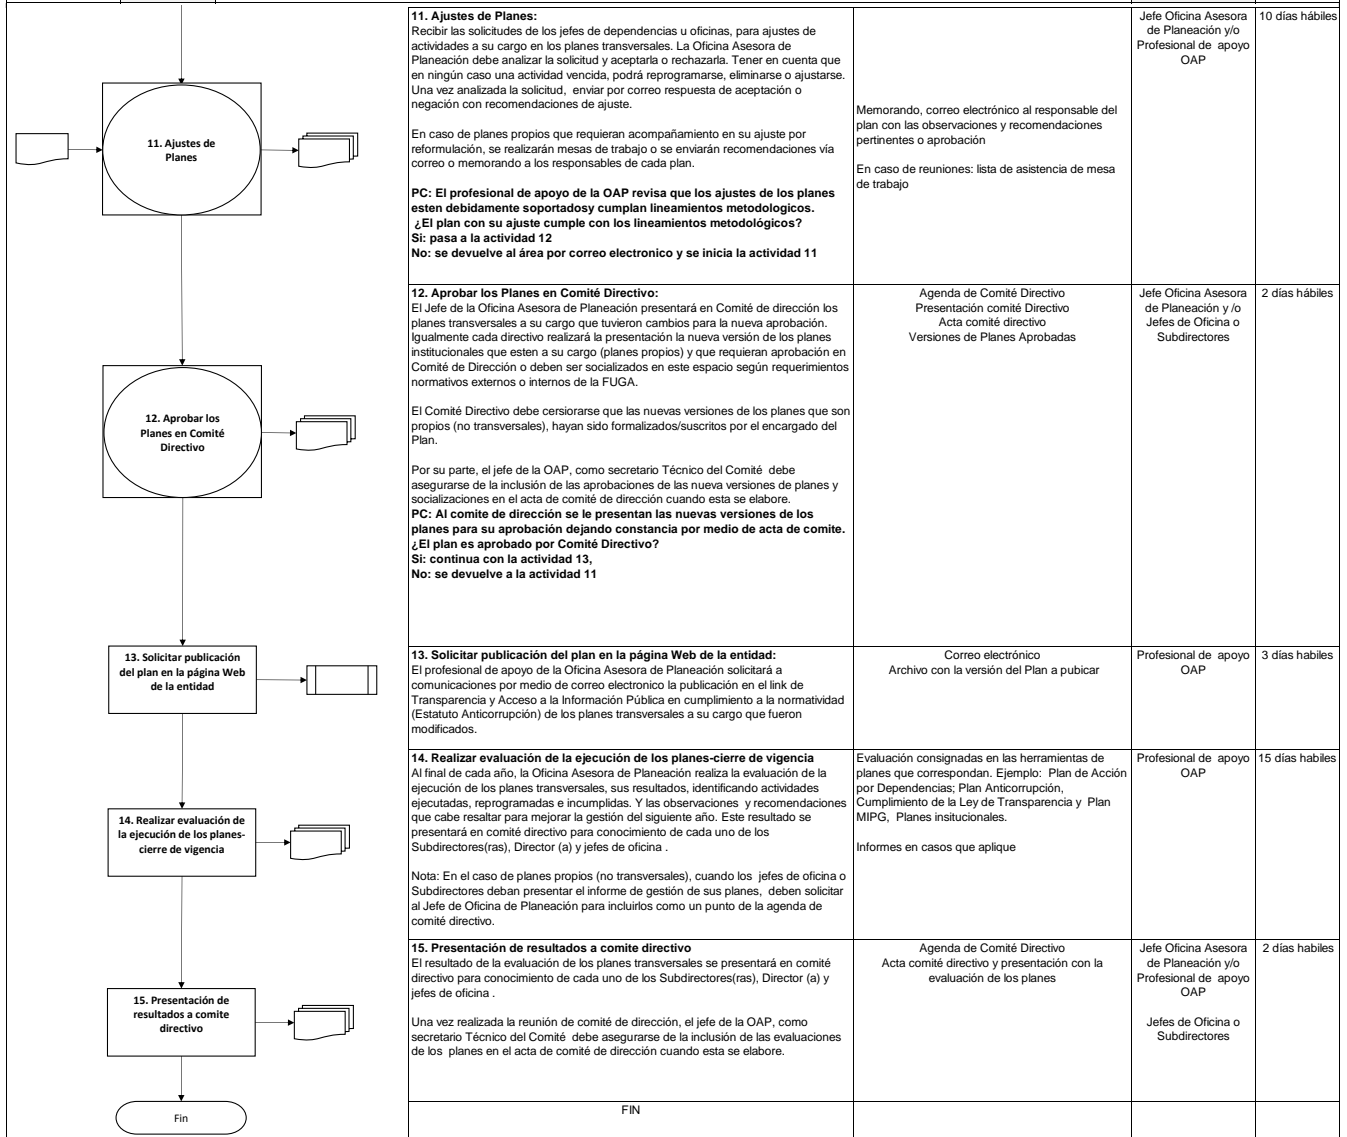 11. Ajustes de
Planes
11. Ajustes de Planes:
Recibir las solicitudes de los jefes de dependencias u oficinas, para ajustes de
actividades a su cargo en los planes transversales. La Oficina Asesora de
Planeación debe analizar la solicitud y aceptarla o rechazarla. Tener en cuenta que
en ningún caso una actividad vencida, podrá reprogramarse, eliminarse o ajustarse.
Una vez analizada la solicitud,  enviar por correo respuesta de aceptación o
negación con recomendaciones de ajuste.
En caso de planes propios que requieran acompañamiento en su ajuste por
reformulación, se realizarán mesas de trabajo o se enviarán recomendaciones vía
correo o memorando a los responsables de cada plan.
PC: El profesional de apoyo de la OAP revisa que los ajustes de los planes
esten debidamente soportadosy cumplan lineamientos metodologicos.
¿El plan con su ajuste cumple con los lineamientos metodológicos?
Si: pasa a la actividad 12
No: se devuelve al área por correo electronico y se inicia la actividad 11
Memorando, correo electrónico al responsable del
plan con las observaciones y recomendaciones
pertinentes o aprobación
En caso de reuniones: lista de asistencia de mesa
de trabajo
Jefe Oficina Asesora
de Planeación y/o
Profesional de  apoyo
OAP
10 días hábiles
12. Aprobar los
Planes en Comité
Directivo
12. Aprobar los Planes en Comité Directivo:
El Jefe de la Oficina Asesora de Planeación presentará en Comité de dirección los
planes transversales a su cargo que tuvieron cambios para la nueva aprobación.
Igualmente cada directivo realizará la presentación la nueva versión de los planes
institucionales que esten a su cargo (planes propios) y que requieran aprobación en
Comité de Dirección o deben ser socializados en este espacio según requerimientos
normativos externos o internos de la FUGA.
El Comité Directivo debe cersiorarse que las nuevas versiones de los planes que son
propios (no transversales), hayan sido formalizados/suscritos por el encargado del
Plan.
Por su parte, el jefe de la OAP, como secretario Técnico del Comité  debe
asegurarse de la inclusión de las aprobaciones de las nueva versiones de planes y
socializaciones en el acta de comité de dirección cuando esta se elabore.
PC: Al comite de dirección se le presentan las nuevas versiones de los
planes para su aprobación dejando constancia por medio de acta de comite.
¿El plan es aprobado por Comité Directivo?
Si: continua con la actividad 13,
No: se devuelve a la actividad 11
Agenda de Comité Directivo
Presentación comité Directivo
Acta comité directivo
Versiones de Planes Aprobadas
Jefe Oficina Asesora
de Planeación y /o
Jefes de Oficina o
Subdirectores
2 días hábiles
13. Solicitar publicación
del plan en la página Web
de la entidad
13. Solicitar publicación del plan en la página Web de la entidad:
El profesional de apoyo de la Oficina Asesora de Planeación solicitará a
comunicaciones por medio de correo electronico la publicación en el link de
Transparencia y Acceso a la Información Pública en cumplimiento a la normatividad
(Estatuto Anticorrupción) de los planes transversales a su cargo que fueron
modificados.
Correo electrónico
Archivo con la versión del Plan a pubicar
Profesional de  apoyo
OAP
3 días habiles
14. Realizar evaluación de
la ejecución de los planes-
cierre de vigencia
14. Realizar evaluación de la ejecución de los planes-cierre de vigencia
Al final de cada año, la Oficina Asesora de Planeación realiza la evaluación de la
ejecución de los planes transversales, sus resultados, identificando actividades
ejecutadas, reprogramadas e incumplidas. Y las observaciones  y recomendaciones
que cabe resaltar para mejorar la gestión del siguiente año. Este resultado se
presentará en comité directivo para conocimiento de cada uno de los
Subdirectores(ras), Director (a) y jefes de oficina .
Nota: En el caso de planes propios (no transversales), cuando los  jefes de oficina o
Subdirectores deban presentar el informe de gestión de sus planes,  deben solicitar
al Jefe de Oficina de Planeación para incluirlos como un punto de la agenda de
comité directivo.
Evaluación consignadas en las herramientas de
planes que correspondan. Ejemplo:  Plan de Acción
por Dependencias; Plan Anticorrupción,
Cumplimiento de la Ley de Transparencia y  Plan
MIPG,  Planes insitucionales.
Informes en casos que aplique
Profesional de  apoyo
OAP
15 días habiles
15. Presentación de
resultados a comite
directivo
15. Presentación de resultados a comite directivo
El resultado de la evaluación de los planes transversales se presentará en comité
directivo para conocimiento de cada uno de los Subdirectores(ras), Director (a) y
jefes de oficina .
Una vez realizada la reunión de comité de dirección, el jefe de la OAP, como
secretario Técnico del Comité  debe asegurarse de la inclusión de las evaluaciones
de los  planes en el acta de comité de dirección cuando esta se elabore.
Agenda de Comité Directivo
Acta comité directivo y presentación con la
evaluación de los planes
Jefe Oficina Asesora
de Planeación y/o
Profesional de  apoyo
OAP
Jefes de Oficina o
Subdirectores
2 días habiles
Fin
FIN